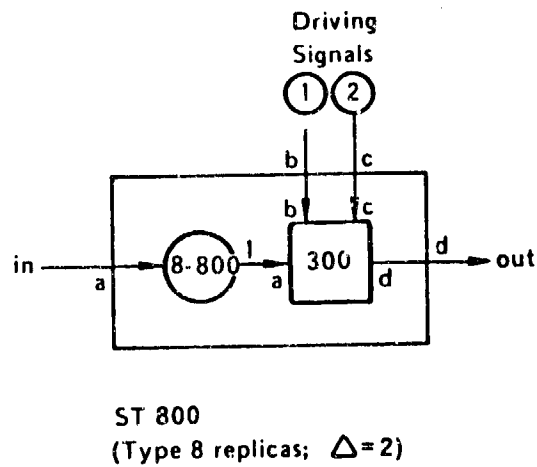 Driving
Signals
1 2
b c
b c
in a 8-800 1 a 300 d d out
ST 800
(Type 8 replicas; Δ=2)